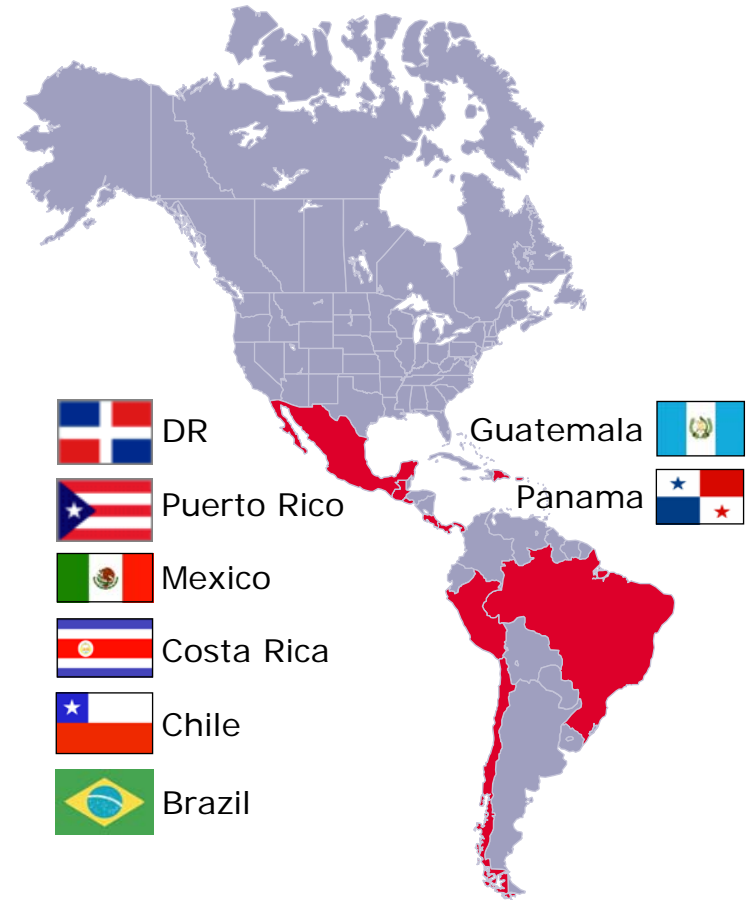 DR
Puerto Rico
Mexico
Costa Rica
Chile
Brazil
Guatemala
Panama